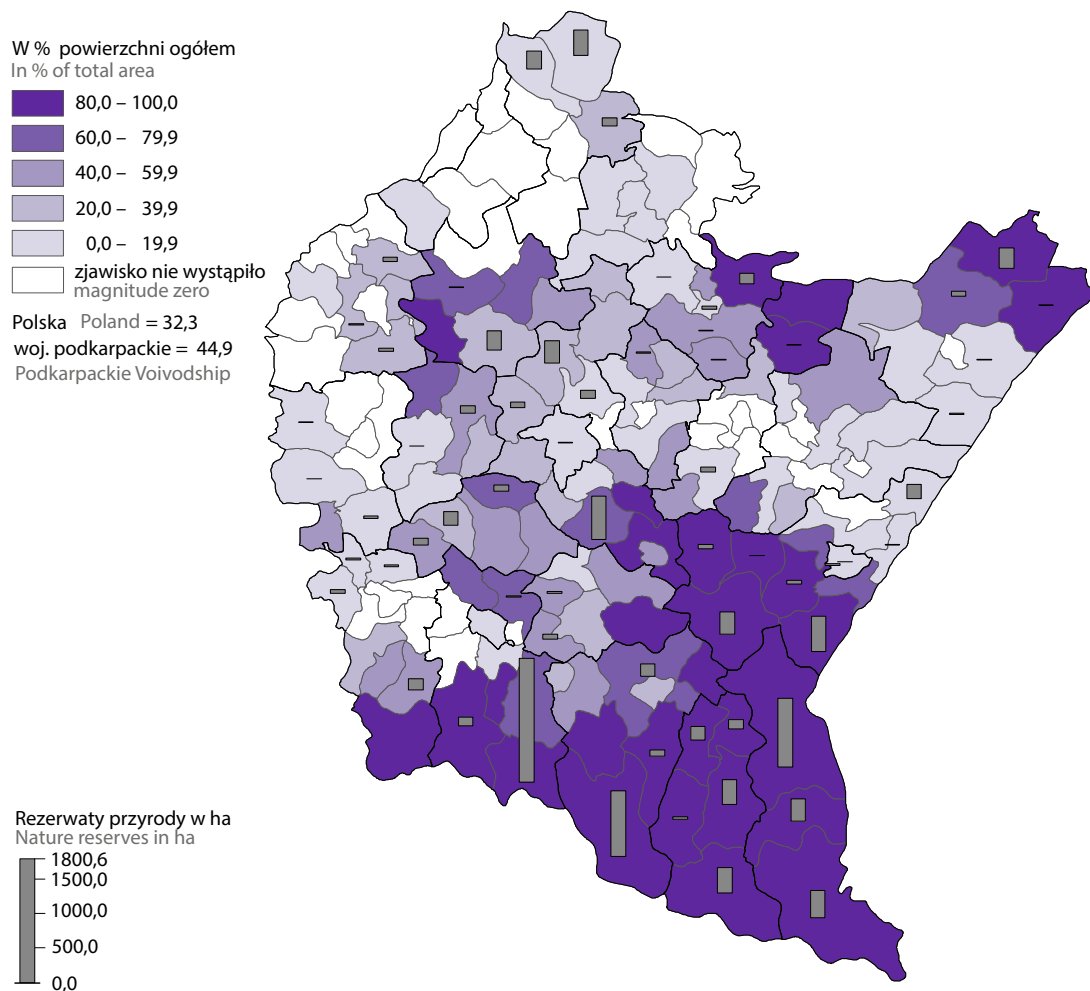 W % powierzchni ogółem
In % of total area
80,0 – 100,0
60,0 – 79,9
40,0 – 59,9
20,0 – 39,9
0,0 – 19,9
zjawisko nie wystąpiło
magnitude zero
Polska Poland = 32,3
woj. podkarpackie = 44,9
Podkarpackie Voivodship
Rezerwaty przyrody w ha
Nature reserves in ha
1800,6
1500,0
1000,0
500,0
0,0